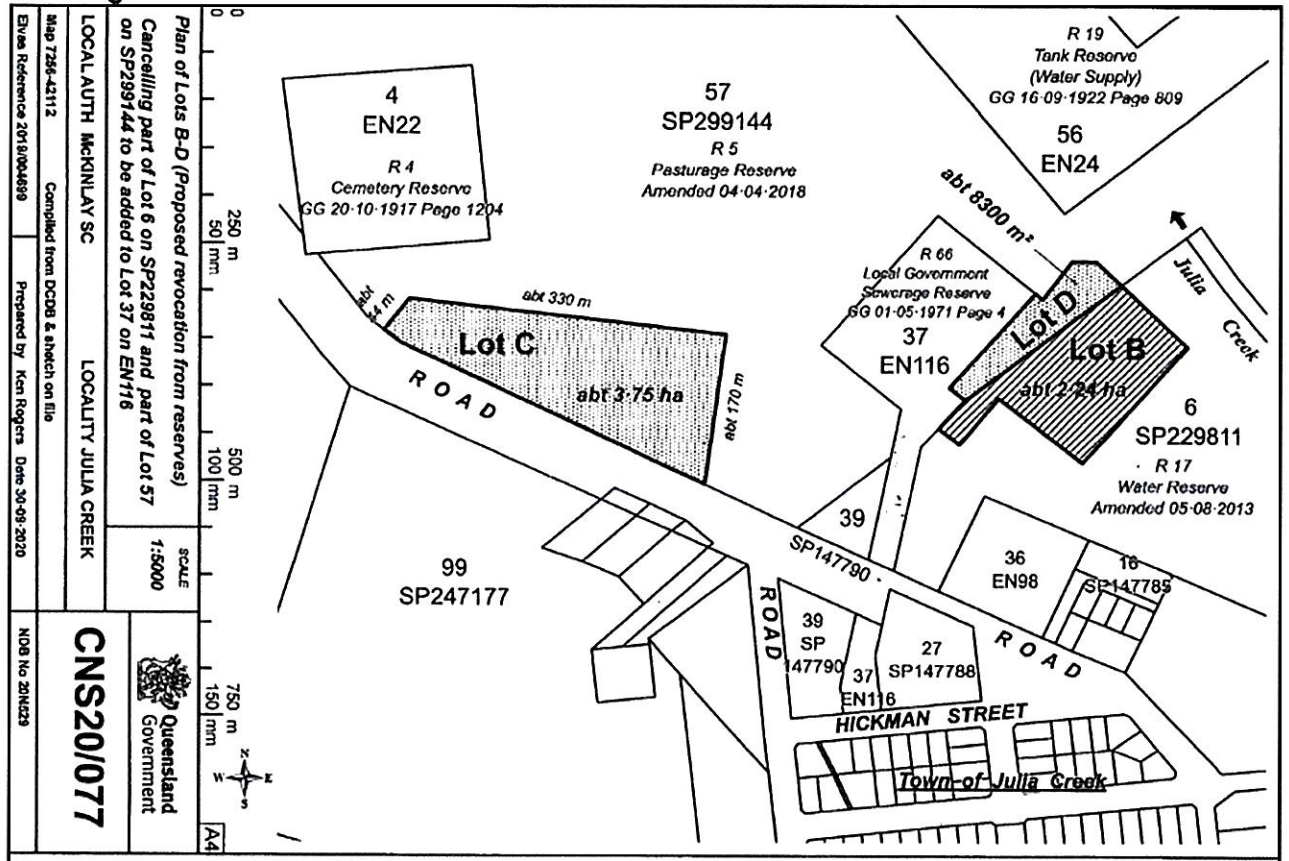 Plan of Lots B-D (Proposed revocation from reserves)
Cancelling part of Lot 6 on SP229811 and part of Lot 57
on SP299144 to be added to Lot 37 on EN116
SCALE
1:5000
LOCAL AUTH McKINLAY SC LOCALITY JULIA CREEK
Map 7256-42112 Compiled from DCDB & sketch on file
Elvas Reference 2019/004699 Prepared by Ken Rogers Date 30·09·2020
Queensland
Government
CNS20/077
NDB No 20N529
0 250 m 500 m 750 m
0 50|mm 100|mm 150|mm
A4
N
W E
S
4
EN22
R 4
Cemetery Reserve
GG 20·10·1917 Page 1204
57
SP299144
R 5
Pasturage Reserve
Amended 04·04·2018
R 19
Tank Reserve
(Water Supply)
GG 16·09·1922 Page 809
56
EN24
abt 8300 m²
R 66
Local Government
Sewerage Reserve
GG 01·05·1971 Page 4
37
EN116
Julia
Creek
Lot D
Lot B
abt 2·24 ha
6
SP229811
R 17
Water Reserve
Amended 05·08·2013
abt 330 m
abt
m
Lot C
abt 3·75 ha
abt 170 m
ROAD
39
SP147790
99
SP247177
36
EN98
16
SP147785
ROAD
ROAD
39
SP
147790
37
EN116
27
SP147788
HICKMAN STREET
Town of Julia Creek